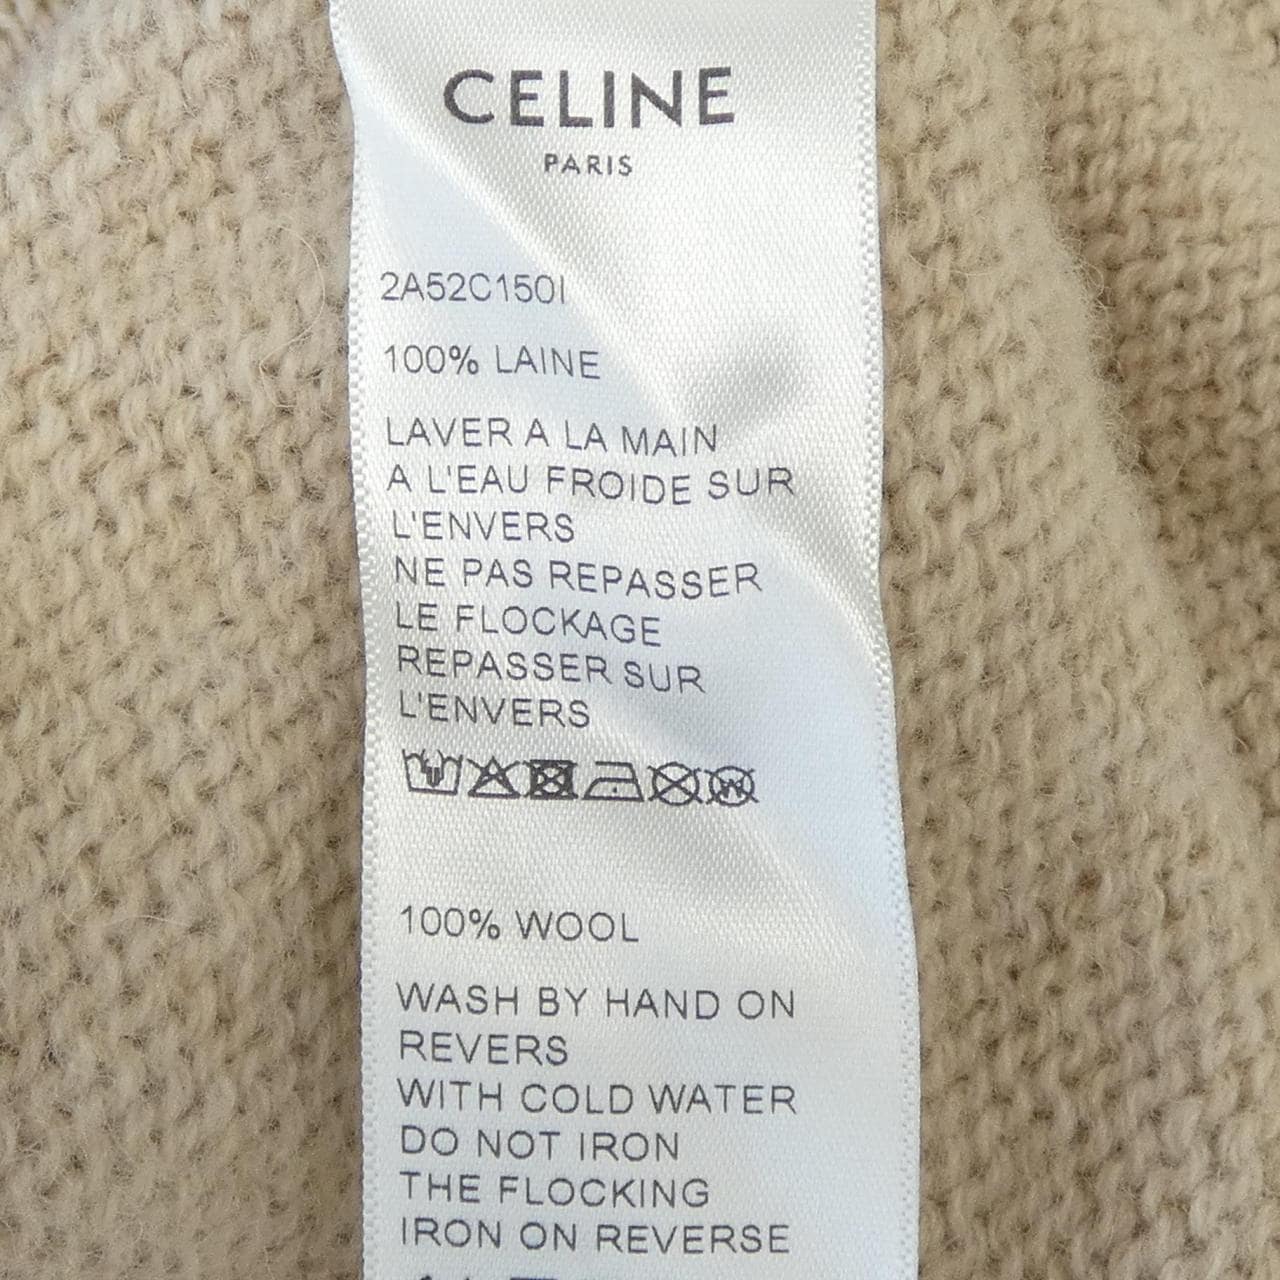 CELINE
PARIS
2A52C150I
100% LAINE
LAVER A LA MAIN
A L'EAU FROIDE SUR
L'ENVERS
NE PAS REPASSER
LE FLOCKAGE
REPASSER SUR
L'ENVERS
W
100% WOOL
WASH BY HAND ON
REVERS
WITH COLD WATER
DO NOT IRON
THE FLOCKING
IRON ON REVERSE